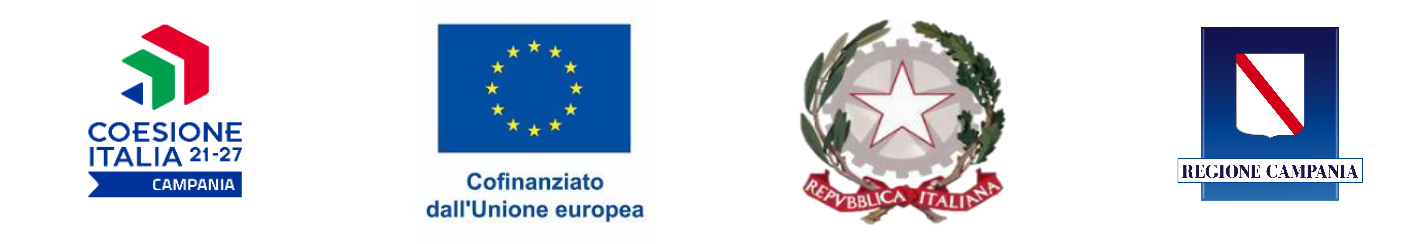 COESIONE
ITALIA 21-27
CAMPANIA
Cofinanziato
dall'Unione europea
REPVBBLICA ITALIANA
REGIONE CAMPANIA